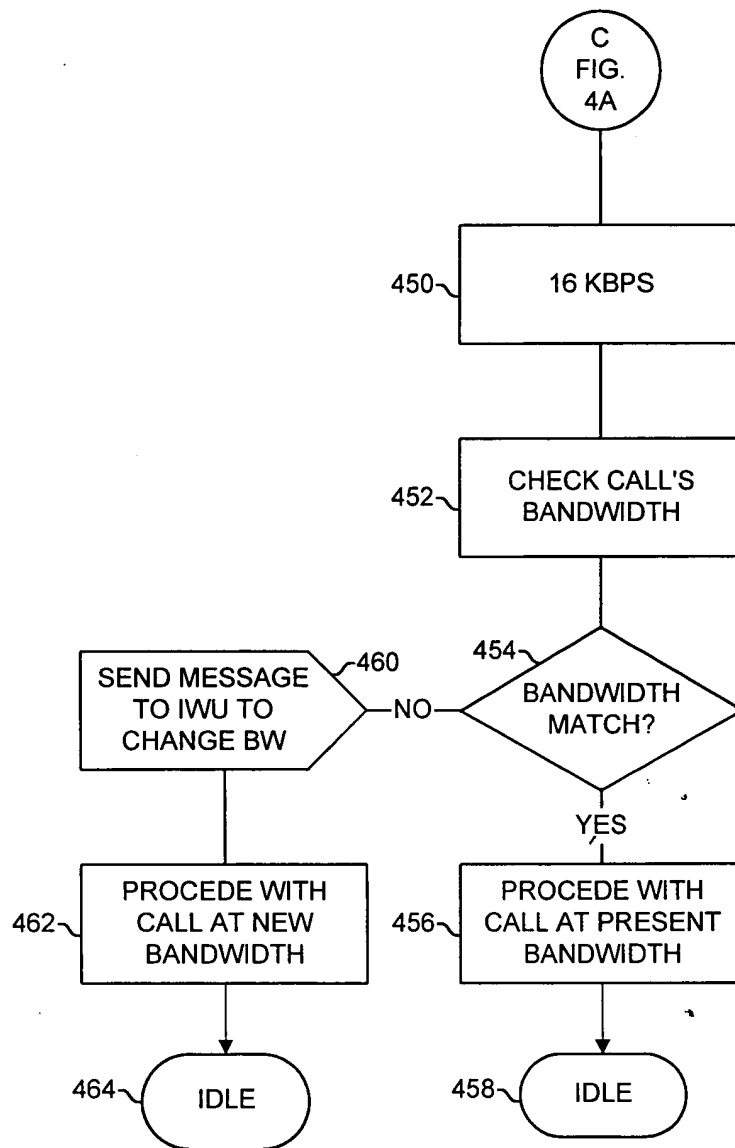 C
FIG.
4A
450
16 KBPS
452
CHECK CALL'S
BANDWIDTH
460
SEND MESSAGE
TO IWU TO
CHANGE BW
NO
454
BANDWIDTH
MATCH?
YES
462
PROCEDE WITH
CALL AT NEW
BANDWIDTH
456
PROCEDE WITH
CALL AT PRESENT
BANDWIDTH
464
IDLE
458
IDLE